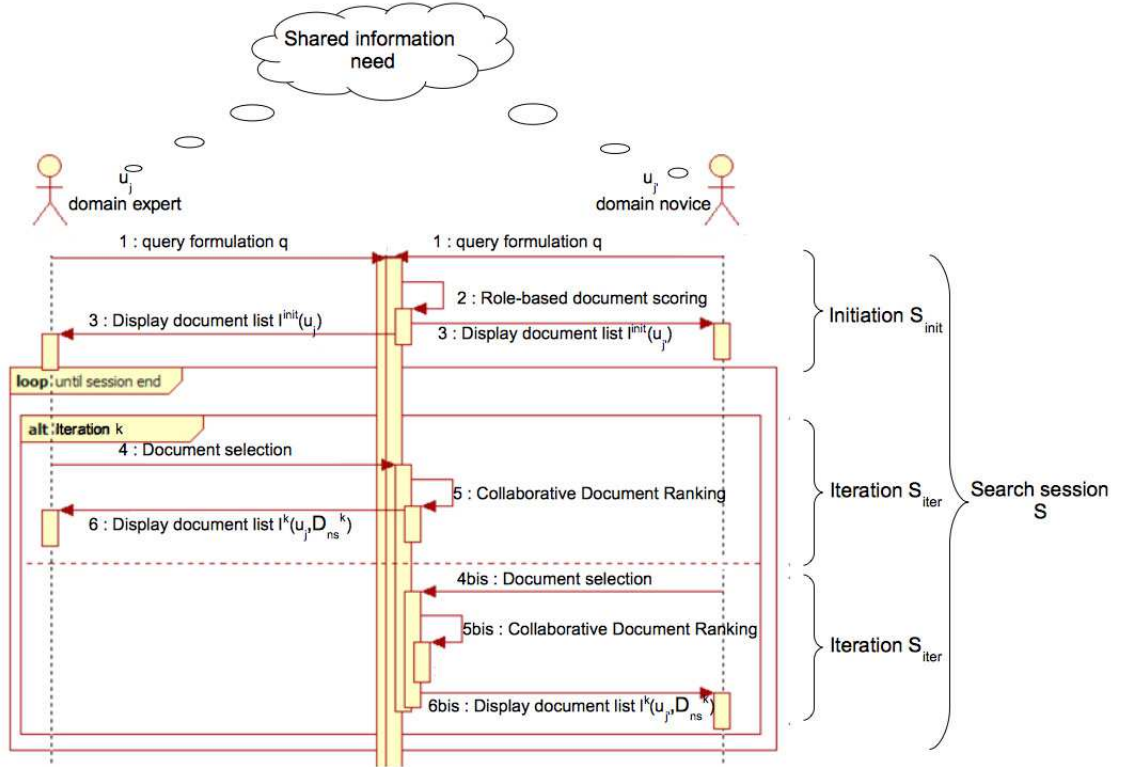 Shared information
need
u_j
domain expert
u_j'
domain novice
1 : query formulation q
1 : query formulation q
2 : Role-based document scoring
3 : Display document list l^init(u_j)
3 : Display document list l^init(u_j')
Initiation S_init
loop until session end
alt Iteration k
4 : Document selection
5 : Collaborative Document Ranking
6 : Display document list l^k(u_j,D_ns^k)
Iteration S_iter
Search session
S
4bis : Document selection
5bis : Collaborative Document Ranking
Iteration S_iter
6bis : Display document list l^k(u_j',D_ns^k)